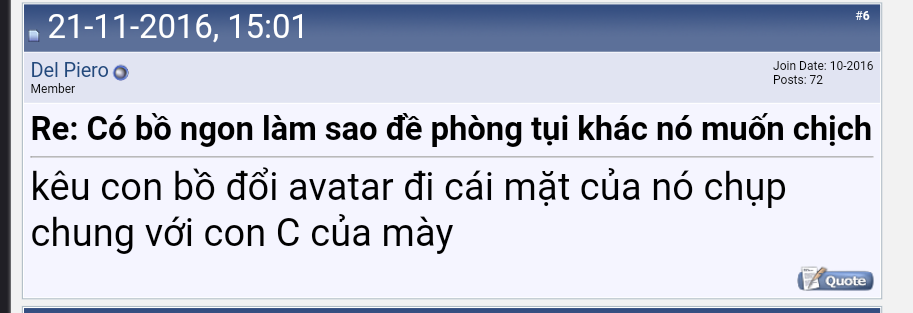 21-11-2016, 15:01
#6
Del Piero
Member
Join Date: 10-2016
Posts: 72
Re: Có bồ ngon làm sao đề phòng tụi khác nó muốn chịch
kêu con bồ đổi avatar đi cái mặt của nó chụp
chung với con C của mày
Quote